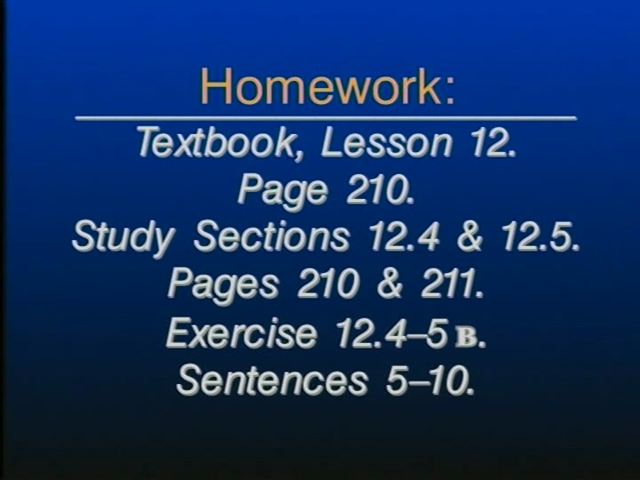 Homework:
Textbook, Lesson 12.
Page 210.
Study Sections 12.4 & 12.5.
Pages 210 & 211.
Exercise 12.4–5 в.
Sentences 5–10.